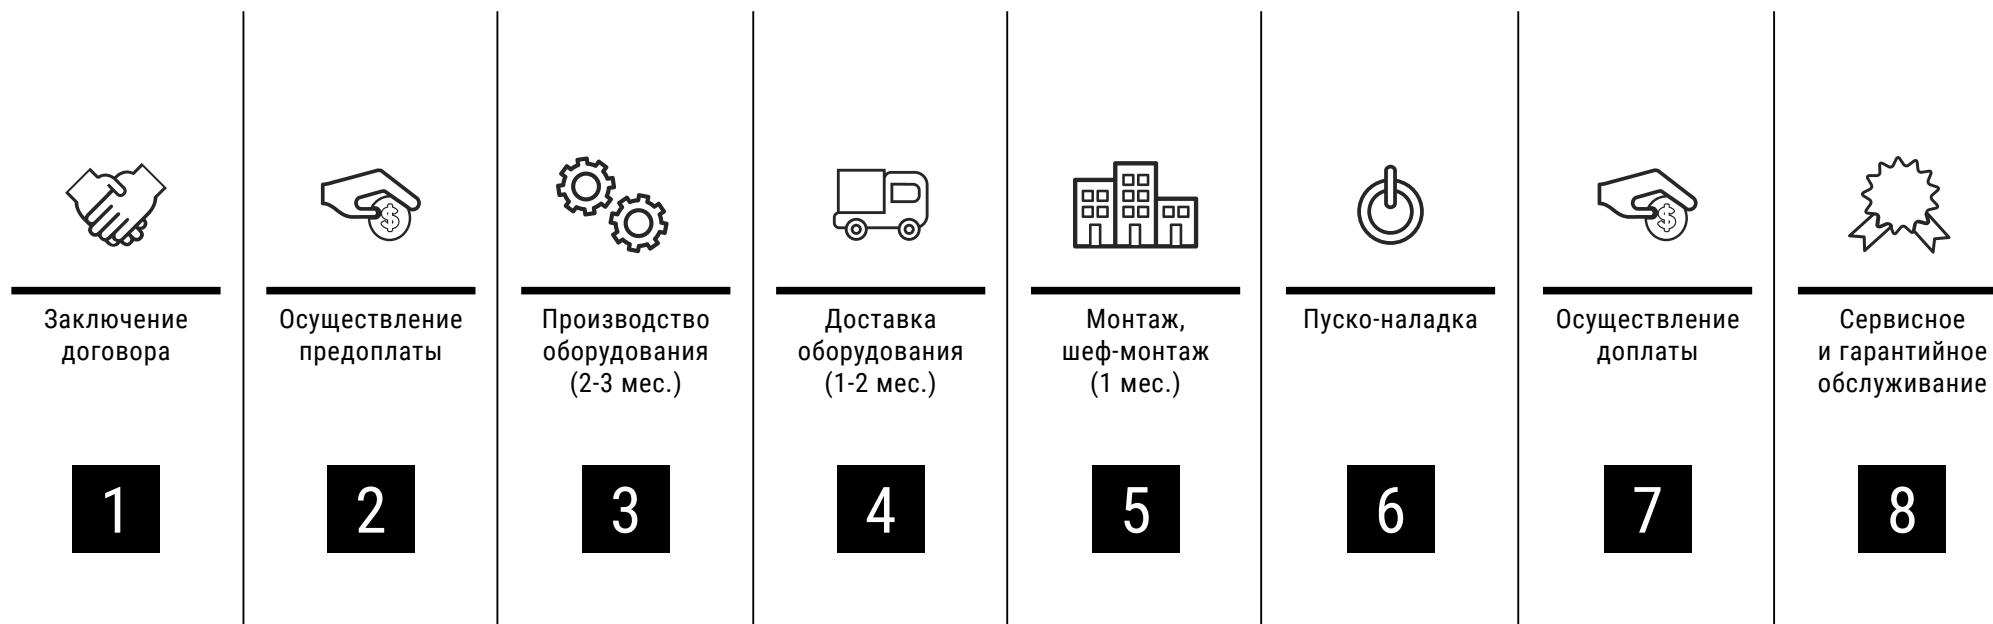 Заключение
договора
1
Осуществление
предоплаты
2
Производство
оборудования
(2-3 мес.)
3
Доставка
оборудования
(1-2 мес.)
4
Монтаж,
шеф-монтаж
(1 мес.)
5
Пуско-наладка
6
Осуществление
доплаты
7
Сервисное
и гарантийное
обслуживание
8
$
$